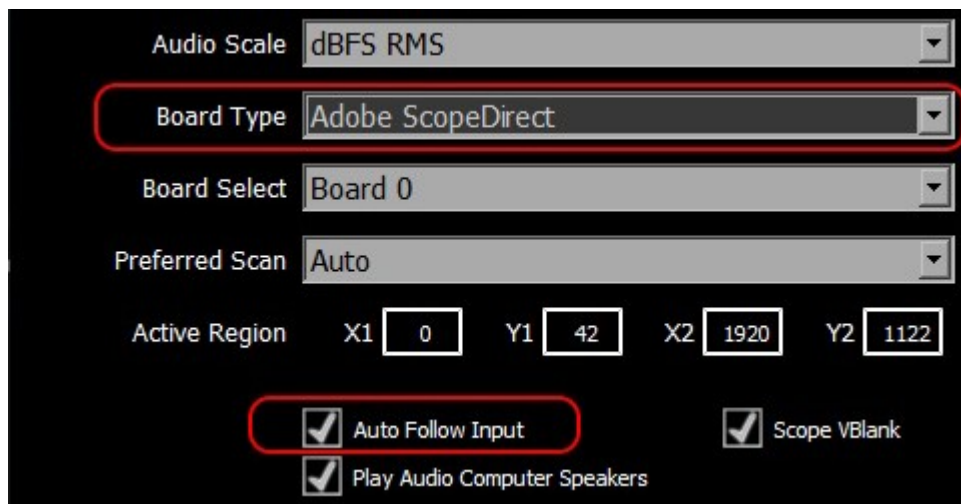 Audio Scale dBFS RMS
Board Type Adobe ScopeDirect
Board Select Board 0
Preferred Scan Auto
Active Region X1 0 Y1 42 X2 1920 Y2 1122
Auto Follow Input Scope VBlank
Play Audio Computer Speakers